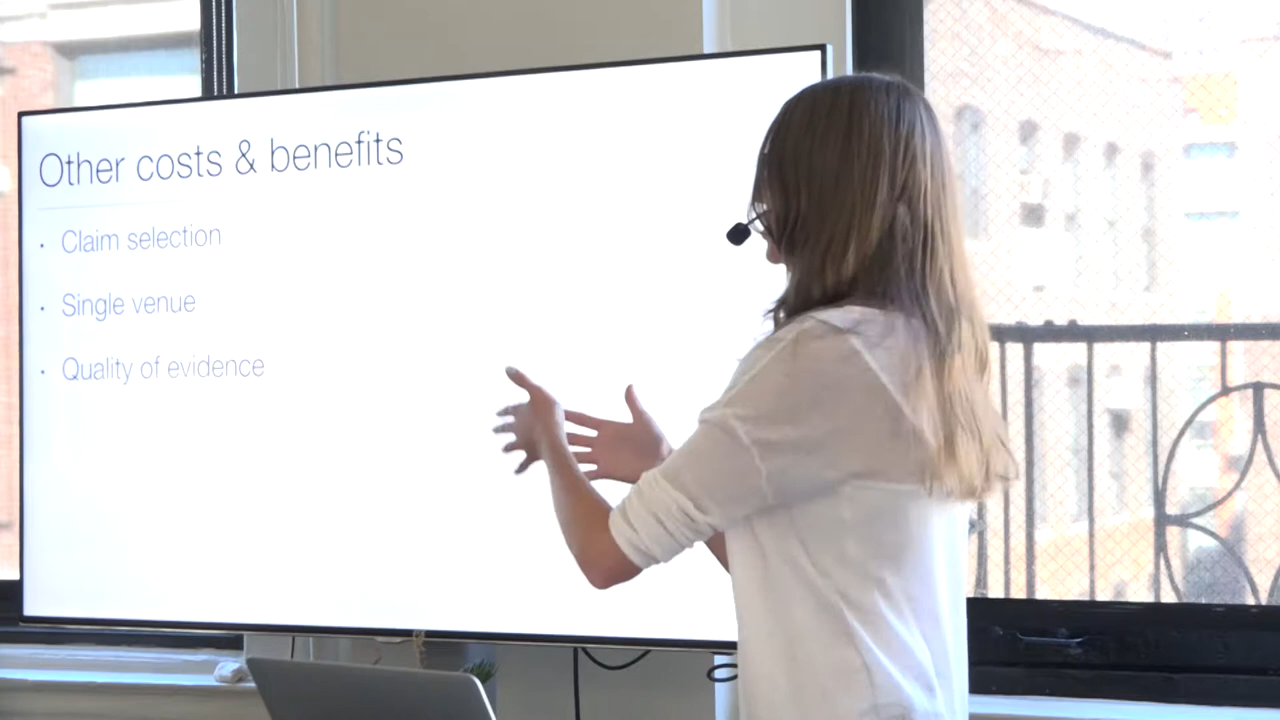 Other costs & benefits
• Claim selection
• Single venue
• Quality of evidence